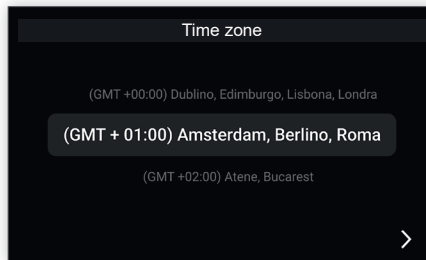 Time zone
(GMT +00:00) Dublino, Edimburgo, Lisbona, Londra
(GMT + 01:00) Amsterdam, Berlino, Roma
(GMT +02:00) Atene, Bucarest